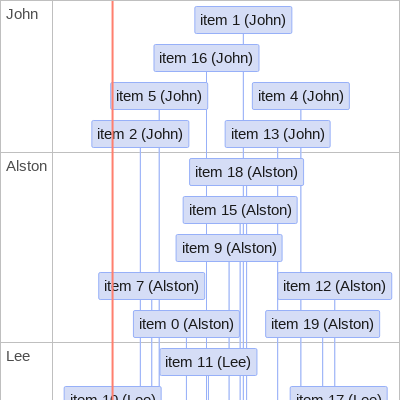 John
item 1 (John)
item 16 (John)
item 5 (John) item 4 (John)
item 2 (John) item 13 (John)
Alston
item 18 (Alston)
item 15 (Alston)
item 9 (Alston)
item 7 (Alston) item 12 (Alston)
item 0 (Alston) item 19 (Alston)
Lee
item 11 (Lee)
item 10 (Lee) item 17 (Lee)